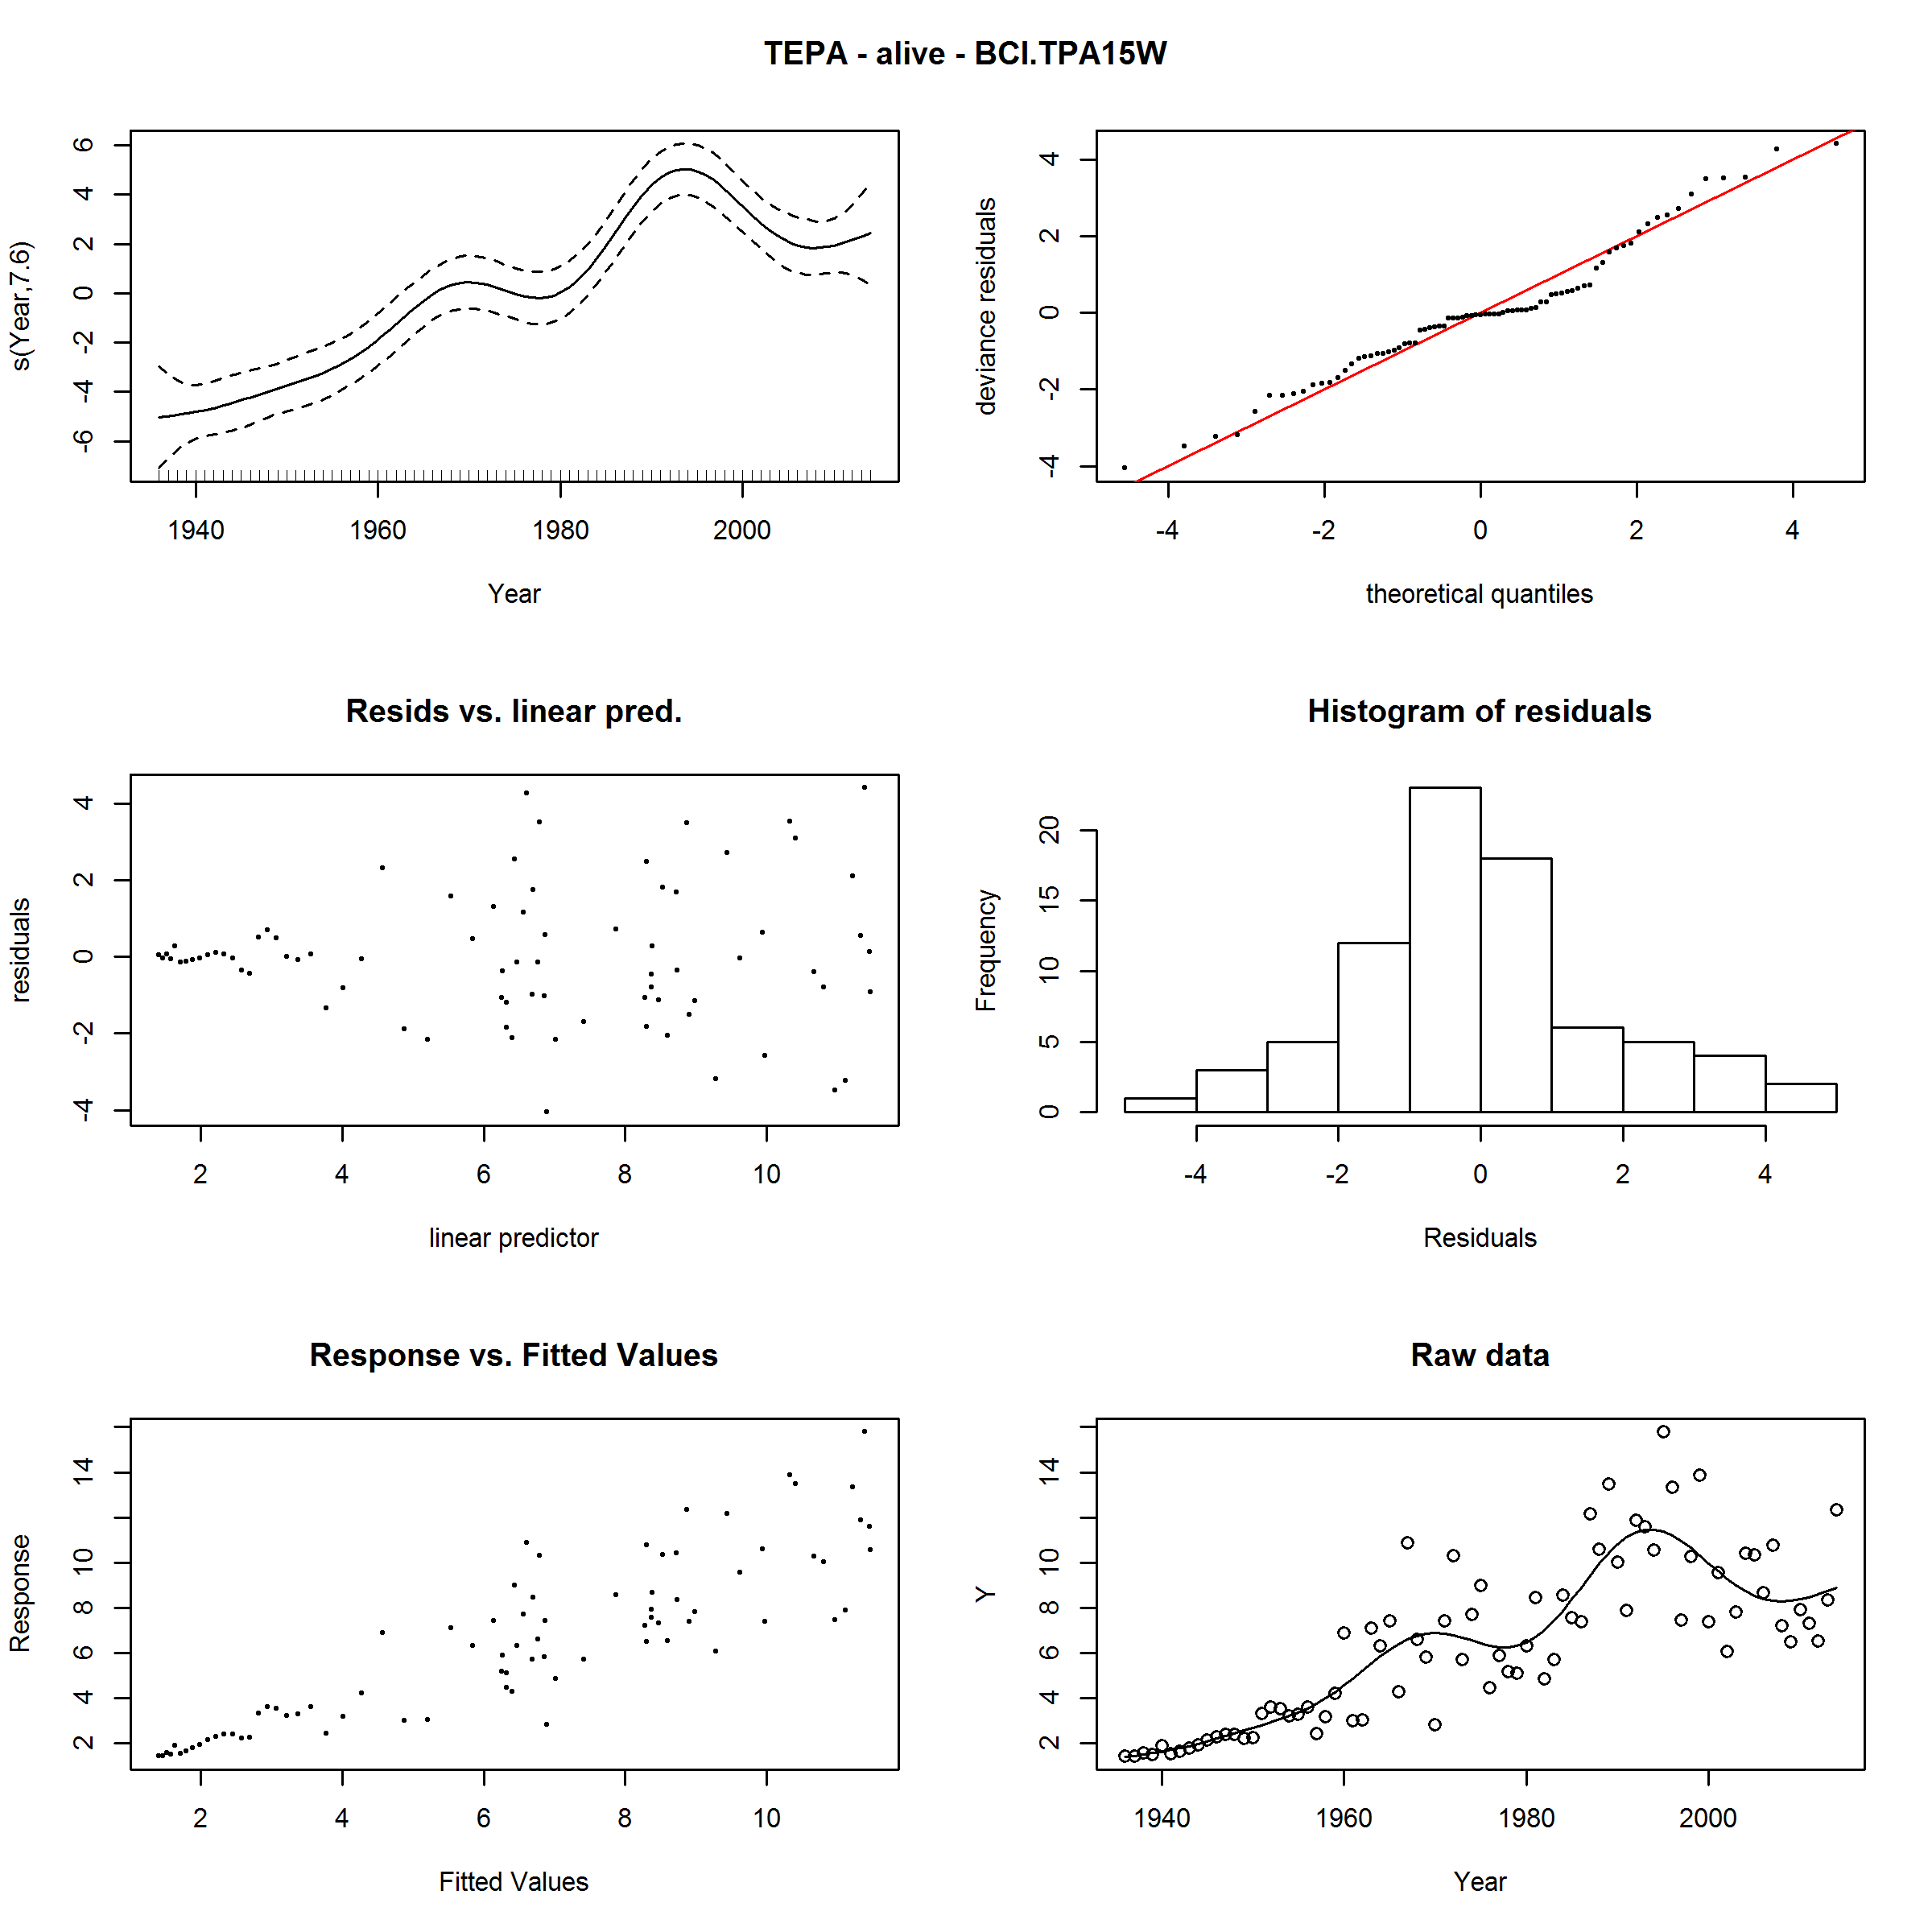 TEPA - alive - BCI.TPA15W
s(Year,7.6)
6
4
2
0
-2
-4
-6
1940 1960 1980 2000
Year
deviance residuals
4
2
0
-2
-4
-4 -2 0 2 4
theoretical quantiles
Resids vs. linear pred.
residuals
4
2
0
-2
-4
2 4 6 8 10
linear predictor
Histogram of residuals
Frequency
20
15
10
5
0
-4 -2 0 2 4
Residuals
Response vs. Fitted Values
Response
14
10
8
6
4
2
2 4 6 8 10
Fitted Values
Raw data
Y
14
10
8
6
4
2
1940 1960 1980 2000
Year